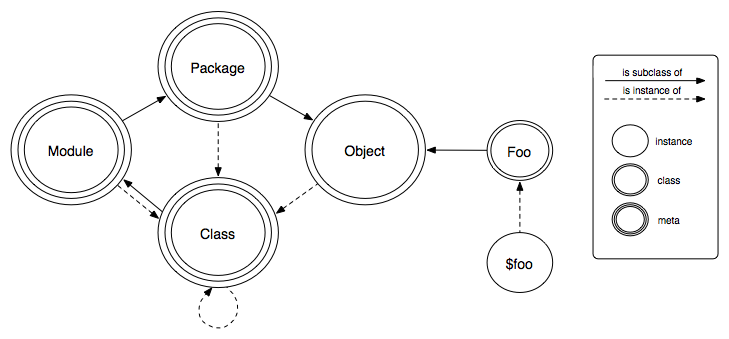 Package
Module
Object
Foo
Class
$foo
is subclass of
is instance of
instance
class
meta